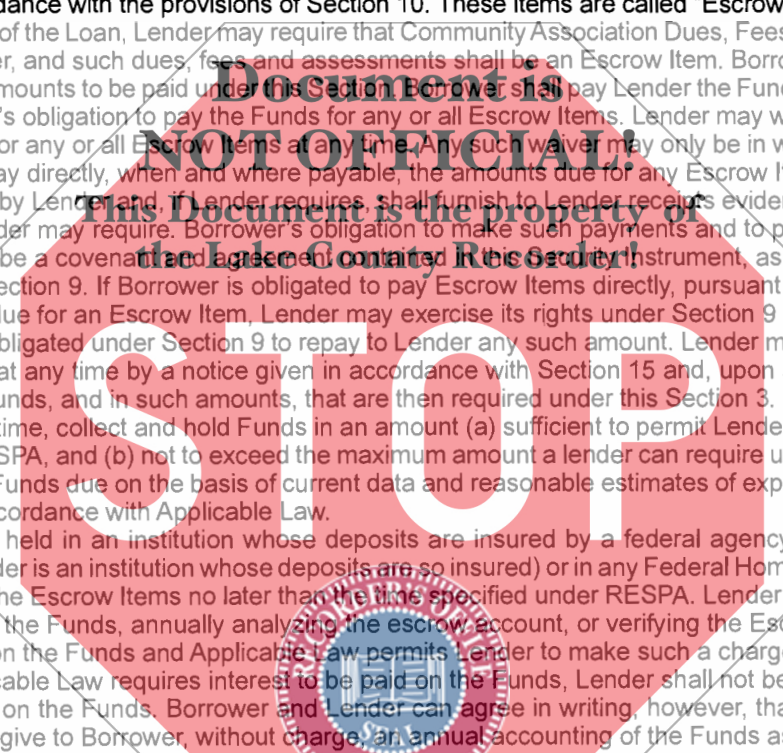 dance with the provisions of Section 10. These items are called "Escrow
of the Loan, Lender may require that Community Association Dues, Fees
er, and such dues, fees and assessments shall be an Escrow Item. Borro
mounts to be paid under this Section. Borrower shall pay Lender the Fund
Document is
's obligation to pay the Funds for any or all Escrow Items. Lender may w
or any or all Escrow Items at any time. Any such waiver may only be in w
NOT OFFICIAL!
ay directly, when and where payable, the amounts due for any Escrow I
by Lender and, if Lender requires, shall furnish to Lender receipts eviden
This Document is the property of
der may require. Borrower's obligation to make such payments and to p
be a covenant and agreement contained in this Security Instrument, as
the Lake County Recorder!
ection 9. If Borrower is obligated to pay Escrow Items directly, pursuant
ue for an Escrow Item, Lender may exercise its rights under Section 9
bligated under Section 9 to repay to Lender any such amount. Lender m
at any time by a notice given in accordance with Section 15 and, upon
unds, and in such amounts, that are then required under this Section 3.
STOP
time, collect and hold Funds in an amount (a) sufficient to permit Lende
SPA, and (b) not to exceed the maximum amount a lender can require u
Funds due on the basis of current data and reasonable estimates of exp
cordance with Applicable Law.
held in an institution whose deposits are insured by a federal agency
der is an institution whose deposits are so insured) or in any Federal Hom
he Escrow Items no later than the time specified under RESPA. Lender
the Funds, annually analyzing the escrow account, or verifying the Esc
RECORDER'S OFFICE
on the Funds and Applicable Law permits Lender to make such a charge
cable Law requires interest to be paid on the Funds, Lender shall not be
on the Funds. Borrower and Lender can agree in writing, however, tha
SEAL
give to Borrower, without charge, an annual accounting of the Funds a